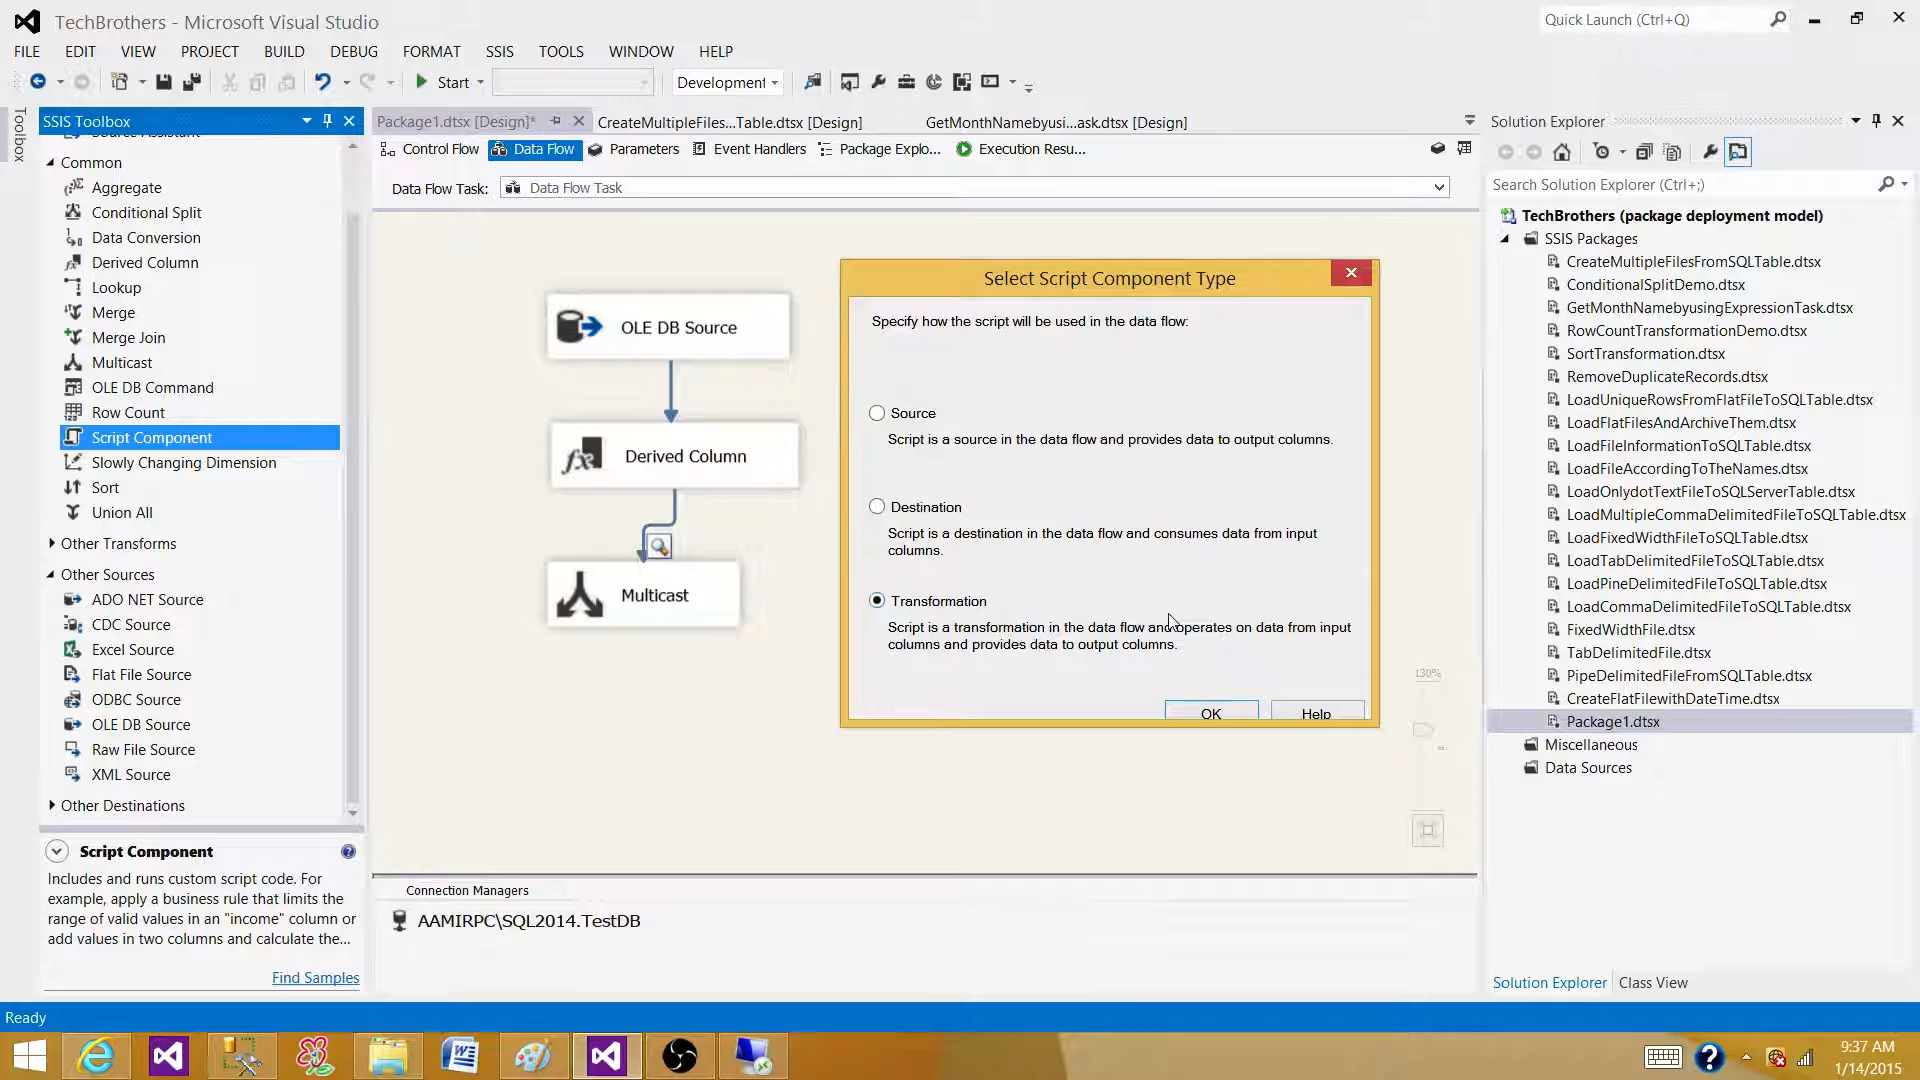 TechBrothers - Microsoft Visual Studio
Quick Launch (Ctrl+Q)
FILE EDIT VIEW PROJECT BUILD DEBUG FORMAT SSIS TOOLS WINDOW HELP
Start
Development
Toolbox
SSIS Toolbox
Source Assistant
Common
Aggregate
Conditional Split
Data Conversion
Derived Column
Lookup
Merge
Merge Join
Multicast
OLE DB Command
Row Count
Script Component
Slowly Changing Dimension
Sort
Union All
Other Transforms
Other Sources
ADO NET Source
CDC Source
Excel Source
Flat File Source
ODBC Source
OLE DB Source
Raw File Source
XML Source
Other Destinations
Script Component
Includes and runs custom script code. For
example, apply a business rule that limits the
range of valid values in an "income" column or
add values in two columns and calculate the...
Find Samples
Package1.dtsx [Design]*
CreateMultipleFiles...Table.dtsx [Design]
GetMonthNamebyusi...ask.dtsx [Design]
Control Flow
Data Flow
Parameters
Event Handlers
Package Explo...
Execution Resu...
Data Flow Task:
Data Flow Task
OLE DB Source
Derived Column
Multicast
Select Script Component Type
Specify how the script will be used in the data flow:
Source
Script is a source in the data flow and provides data to output columns.
Destination
Script is a destination in the data flow and consumes data from input
columns.
Transformation
Script is a transformation in the data flow and operates on data from input
columns and provides data to output columns.
OK
Help
130%
Connection Managers
AAMIRPC\SQL2014.TestDB
Solution Explorer
Search Solution Explorer (Ctrl+;)
TechBrothers (package deployment model)
SSIS Packages
CreateMultipleFilesFromSQLTable.dtsx
ConditionalSplitDemo.dtsx
GetMonthNamebyusingExpressionTask.dtsx
RowCountTransformationDemo.dtsx
SortTransformation.dtsx
RemoveDuplicateRecords.dtsx
LoadUniqueRowsFromFlatFileToSQLTable.dtsx
LoadFlatFilesAndArchiveThem.dtsx
LoadFileInformationToSQLTable.dtsx
LoadFileAccordingToTheNames.dtsx
LoadOnlydotTextFileToSQLServerTable.dtsx
LoadMultipleCommaDelimitedFileToSQLTable.dtsx
LoadFixedWidthFileToSQLTable.dtsx
LoadTabDelimitedFileToSQLTable.dtsx
LoadPineDelimitedFileToSQLTable.dtsx
LoadCommaDelimitedFileToSQLTable.dtsx
FixedWidthFile.dtsx
TabDelimitedFile.dtsx
PipeDelimitedFileFromSQLTable.dtsx
CreateFlatFilewithDateTime.dtsx
Package1.dtsx
Miscellaneous
Data Sources
Solution Explorer
Class View
Ready
9:37 AM
1/14/2015